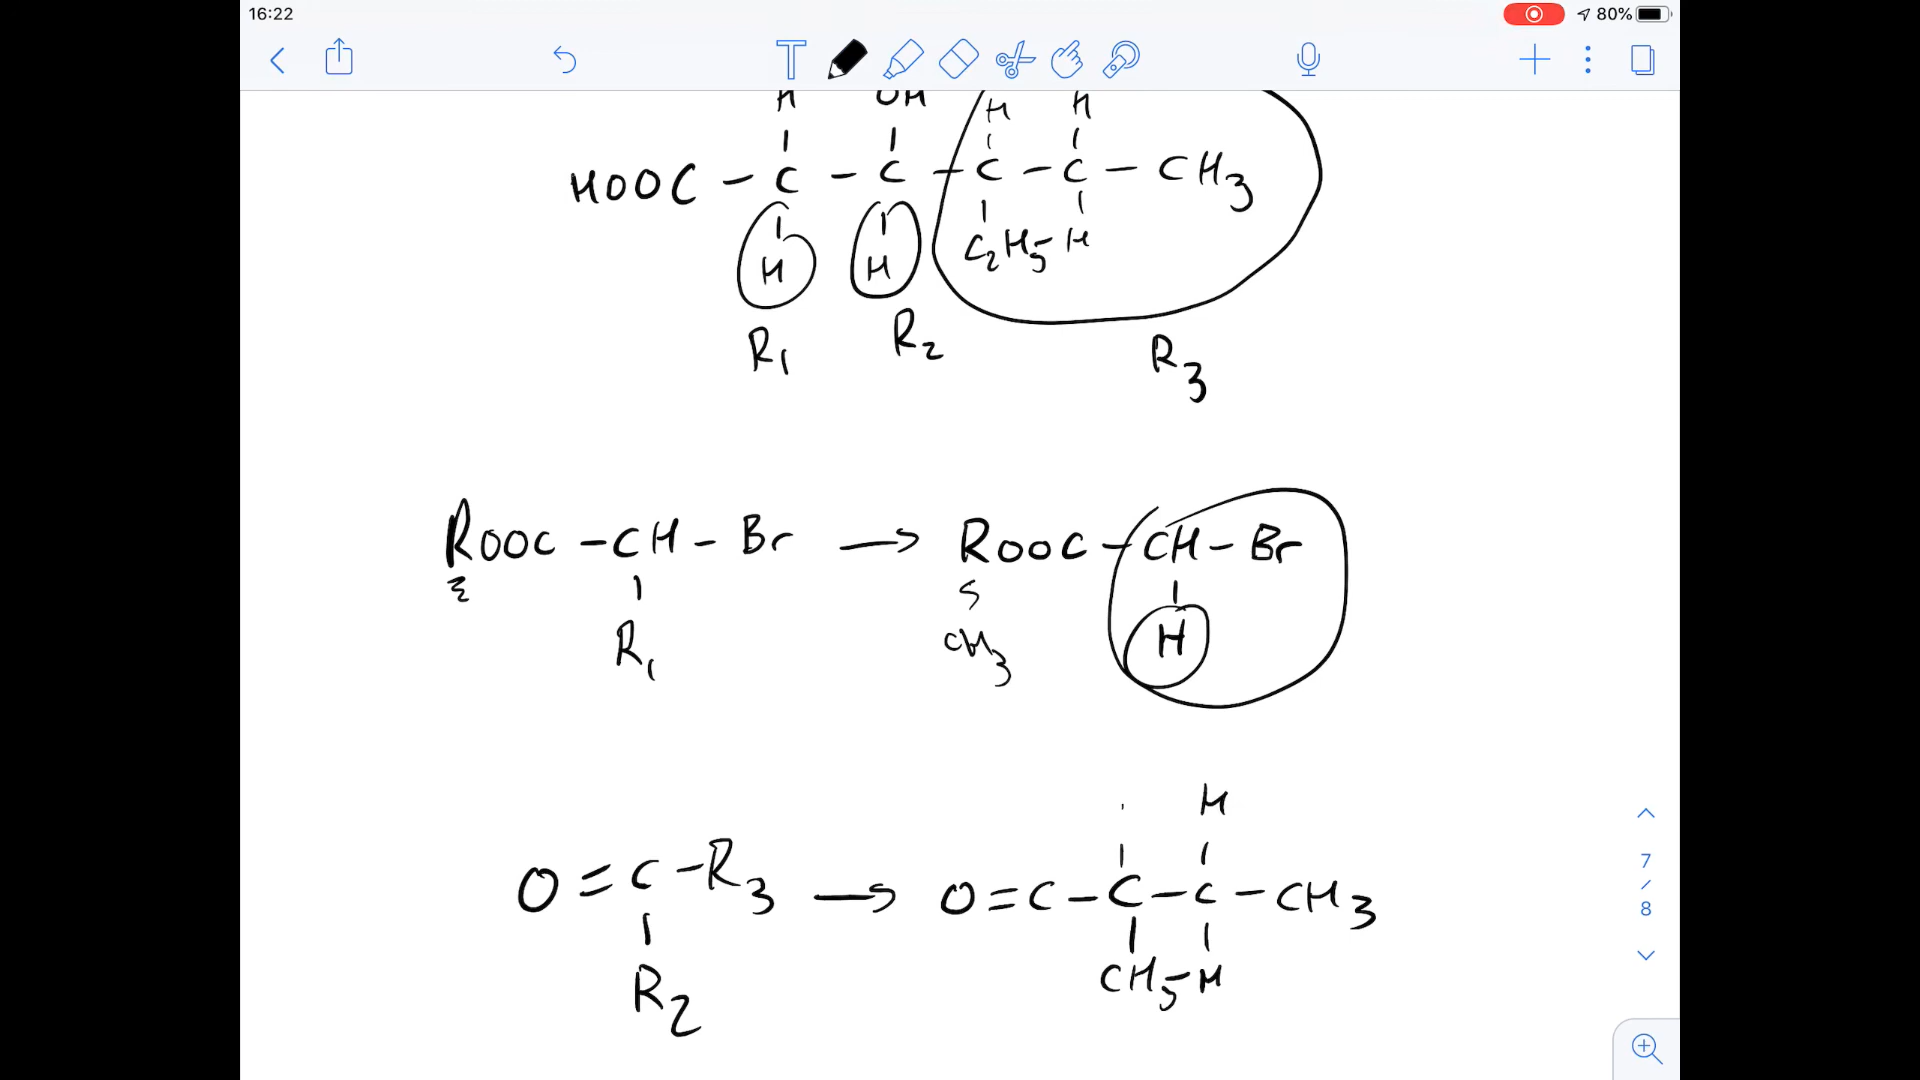 16:22 80%
T
H OH H H
HOOC - C - C - C - C - CH3
H H C2H5 H
R1 R2 R3
ROOC - CH - Br → ROOC - CH - Br
R1 CH3 H
H
O = C - R3 → O = C - C - C - CH3
R2 CH5 H
7
/
8